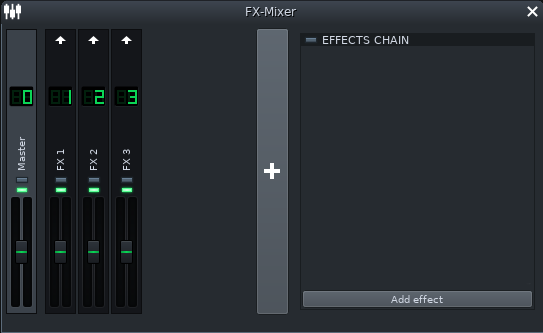 FX-Mixer
EFFECTS CHAIN
0
1
2
3
Master
FX 1
FX 2
FX 3
Add effect